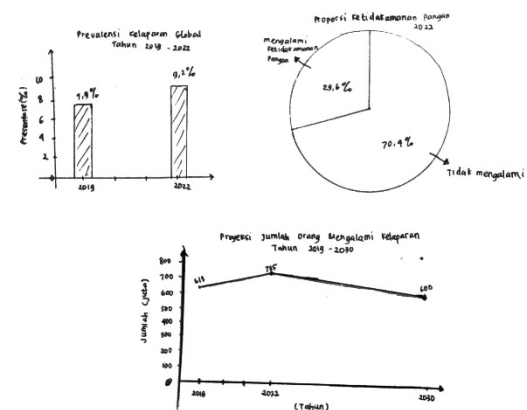 Prevalensi Kelaparan Global
Tahun 2019 - 2022
Presentase (%)
10
8
6
4
2
7,9%
9,2%
2019
2022
Proporsi Ketidakamanan Pangan
2022
mengalami
Ketidakamanan
Pangan
29,6%
70,4%
Tidak mengalami
Proyeksi Jumlah Orang Mengalami Kelaparan
Tahun 2019 - 2030
Jumlah (juta)
800
700
600
500
400
300
200
100
0
613
735
600
2019
2022
2030
(Tahun)